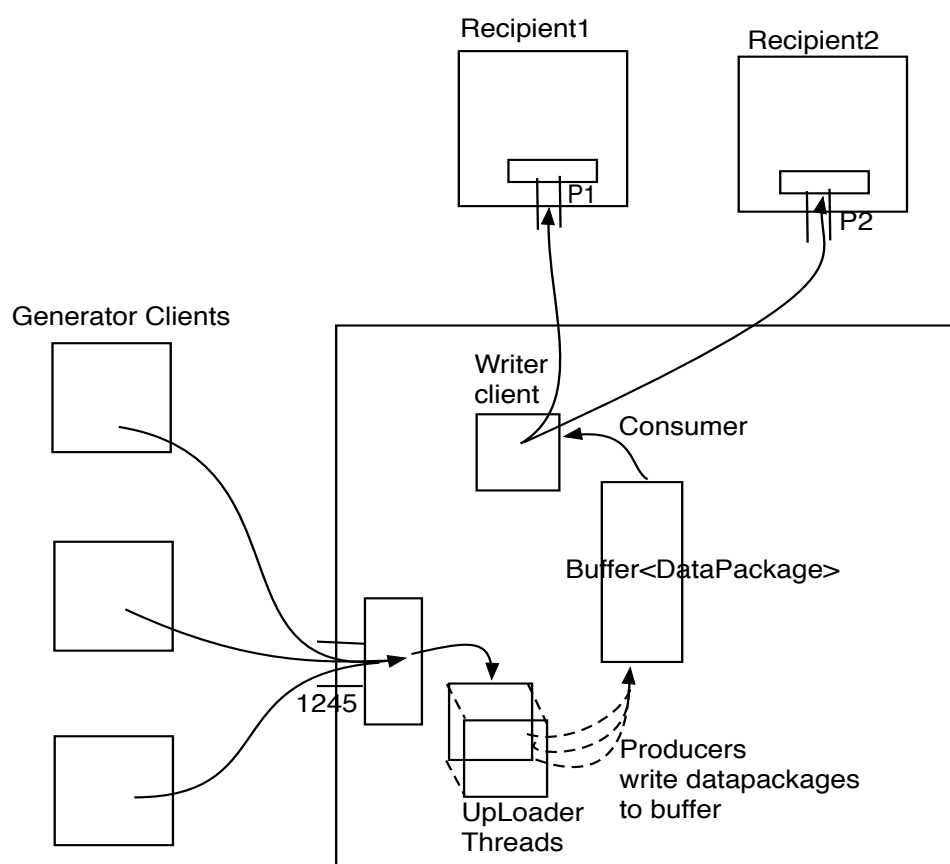 Recipient1
Recipient2
P1
P2
Generator Clients
Writer
client
Consumer
Buffer<DataPackage>
1245
Producers
write datapackages
to buffer
UpLoader
Threads